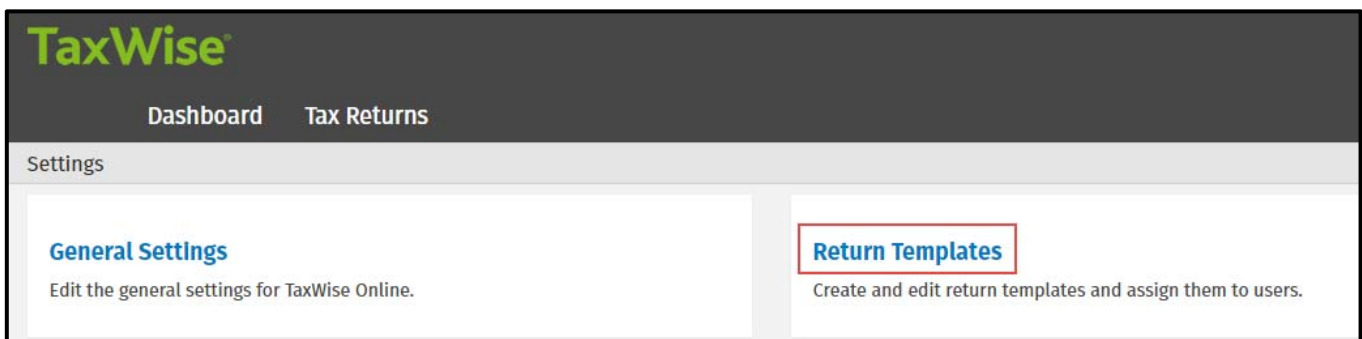 TaxWise®
Dashboard Tax Returns
Settings
General Settings
Edit the general settings for TaxWise Online.
Return Templates
Create and edit return templates and assign them to users.